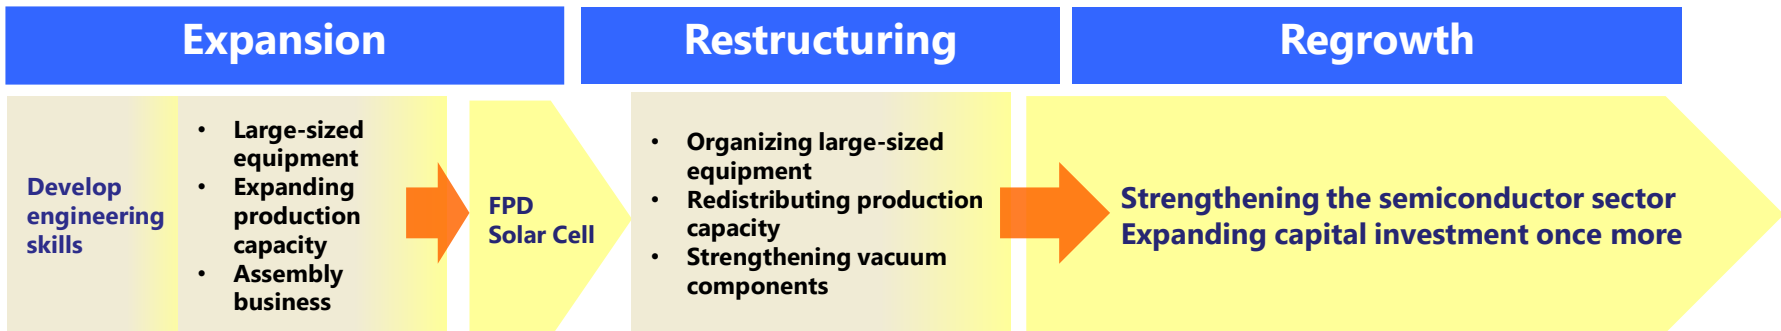 Expansion
Restructuring
Regrowth
Develop
engineering
skills
• Large-sized
equipment
• Expanding
production
capacity
• Assembly
business
FPD
Solar Cell
• Organizing large-sized
equipment
• Redistributing production
capacity
• Strengthening vacuum
components
Strengthening the semiconductor sector
Expanding capital investment once more